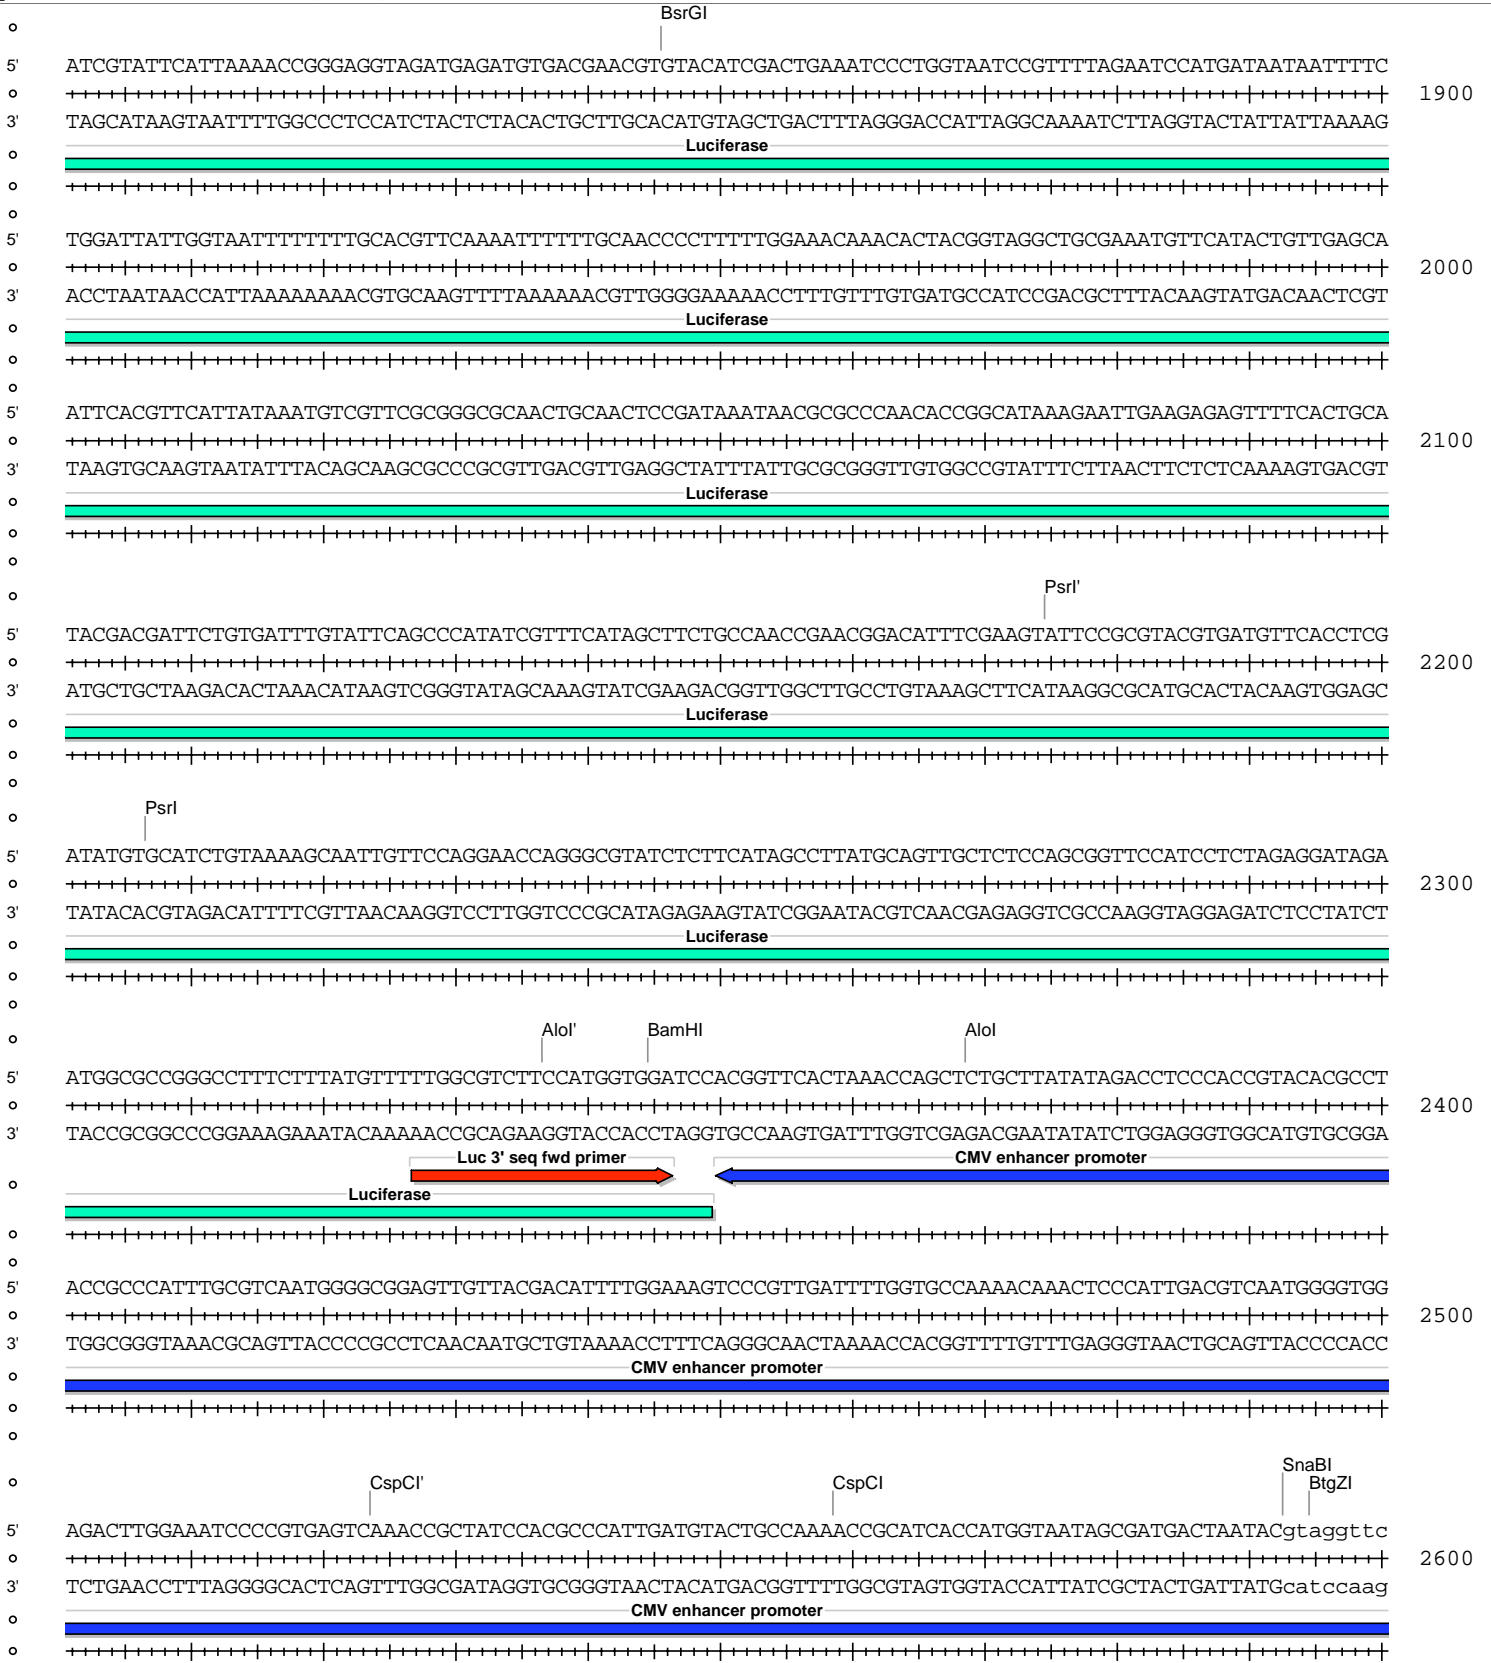 BsrGI
5' ATCGTATTCATTAAAACCGGGAGGTAGATGAGATGTGACGAACGTGTACATCGACTGAAATCCCTGGTAATCCGTTTTAGAATCCATGATAATAATTTTC
1900
3' TAGCATAAGTAATTTTGGCCCTCCATCTACTCTACACTGCTTGCACATGTAGCTGACTTTAGGGACCATTAGGCAAAATCTTAGGTACTATTATTAAAAG
Luciferase
5' TGGATTATTGGTAATTTTTTTTGCACGTTCAAAATTTTTTGCAACCCCTTTTTGGAAACAAACACTACGGTAGGCTGCGAAATGTTCATACTGTTGAGCA
2000
3' ACCTAATAACCATTAAAAAAAACGTGCAAGTTTTAAAAAACGTTGGGGAAAAACCTTTGTTTGTGATGCCATCCGACGCTTTACAAGTATGACAACTCGT
Luciferase
5' ATTCACGTTCATTATAAATGTCGTTCGCGGGCGCAACTGCAACTCCGATAAATAACGCGCCCAACACCGGCATAAAGAATTGAAGAGAGTTTTCACTGCA
2100
3' TAAGTGCAAGTAATATTTACAGCAAGCGCCCGCGTTGACGTTGAGGCTATTTATTGCGCGGGTTGTGGCCGTATTTCTTAACTTCTCTCAAAAGTGACGT
Luciferase
PsrI'
5' TACGACGATTCTGTGATTTGTATTCAGCCCATATCGTTTCATAGCTTCTGCCAACCGAACGGACATTTCGAAGTATTCCGCGTACGTGATGTTCACCTCG
2200
3' ATGCTGCTAAGACACTAAACATAAGTCGGGTATAGCAAAGTATCGAAGACGGTTGGCTTGCCTGTAAAGCTTCATAAGGCGCATGCACTACAAGTGGAGC
Luciferase
PsrI
5' ATATGTGCATCTGTAAAAGCAATTGTTCCAGGAACCAGGGCGTATCTCTTCATAGCCTTATGCAGTTGCTCTCCAGCGGTTCCATCCTCTAGAGGATAGA
2300
3' TATACACGTAGACATTTTCGTTAACAAGGTCCTTGGTCCCGCATAGAGAAGTATCGGAATACGTCAACGAGAGGTCGCCAAGGTAGGAGATCTCCTATCT
Luciferase
AloI' BamHI AloI
5' ATGGCGCCGGGCCTTTCTTTATGTTTTTGGCGTCTTCCATGGTGGATCCACGGTTCACTAAACCAGCTCTGCTTATATAGACCTCCCACCGTACACGCCT
2400
3' TACCGCGGCCCGGAAAGAAATACAAAAACCGCAGAAGGTACCACCTAGGTGCCAAGTGATTTGGTCGAGACGAATATATCTGGAGGGTGGCATGTGCGGA
Luc 3' seq fwd primer CMV enhancer promoter
Luciferase
5' ACCGCCCATTTGCGTCAATGGGGCGGAGTTGTTACGACATTTTGGAAAGTCCCGTTGATTTTGGTGCCAAAACAAACTCCCATTGACGTCAATGGGGTGG
2500
3' TGGCGGGTAAACGCAGTTACCCCGCCTCAACAATGCTGTAAAACCTTTCAGGGCAACTAAAACCACGGTTTTGTTTGAGGGTAACTGCAGTTACCCCACC
CMV enhancer promoter
CspCI' CspCI SnaBI
BtgZI
5' AGACTTGGAAATCCCCGTGAGTCAAACCGCTATCCACGCCCATTGATGTACTGCCAAAACCGCATCACCATGGTAATAGCGATGACTAATACgtaggttc
2600
3' TCTGAACCTTTAGGGGCACTCAGTTTGGCGATAGGTGCGGGTAACTACATGACGGTTTTGGCGTAGTGGTACCATTATCGCTACTGATTATGcatccaag
CMV enhancer promoter